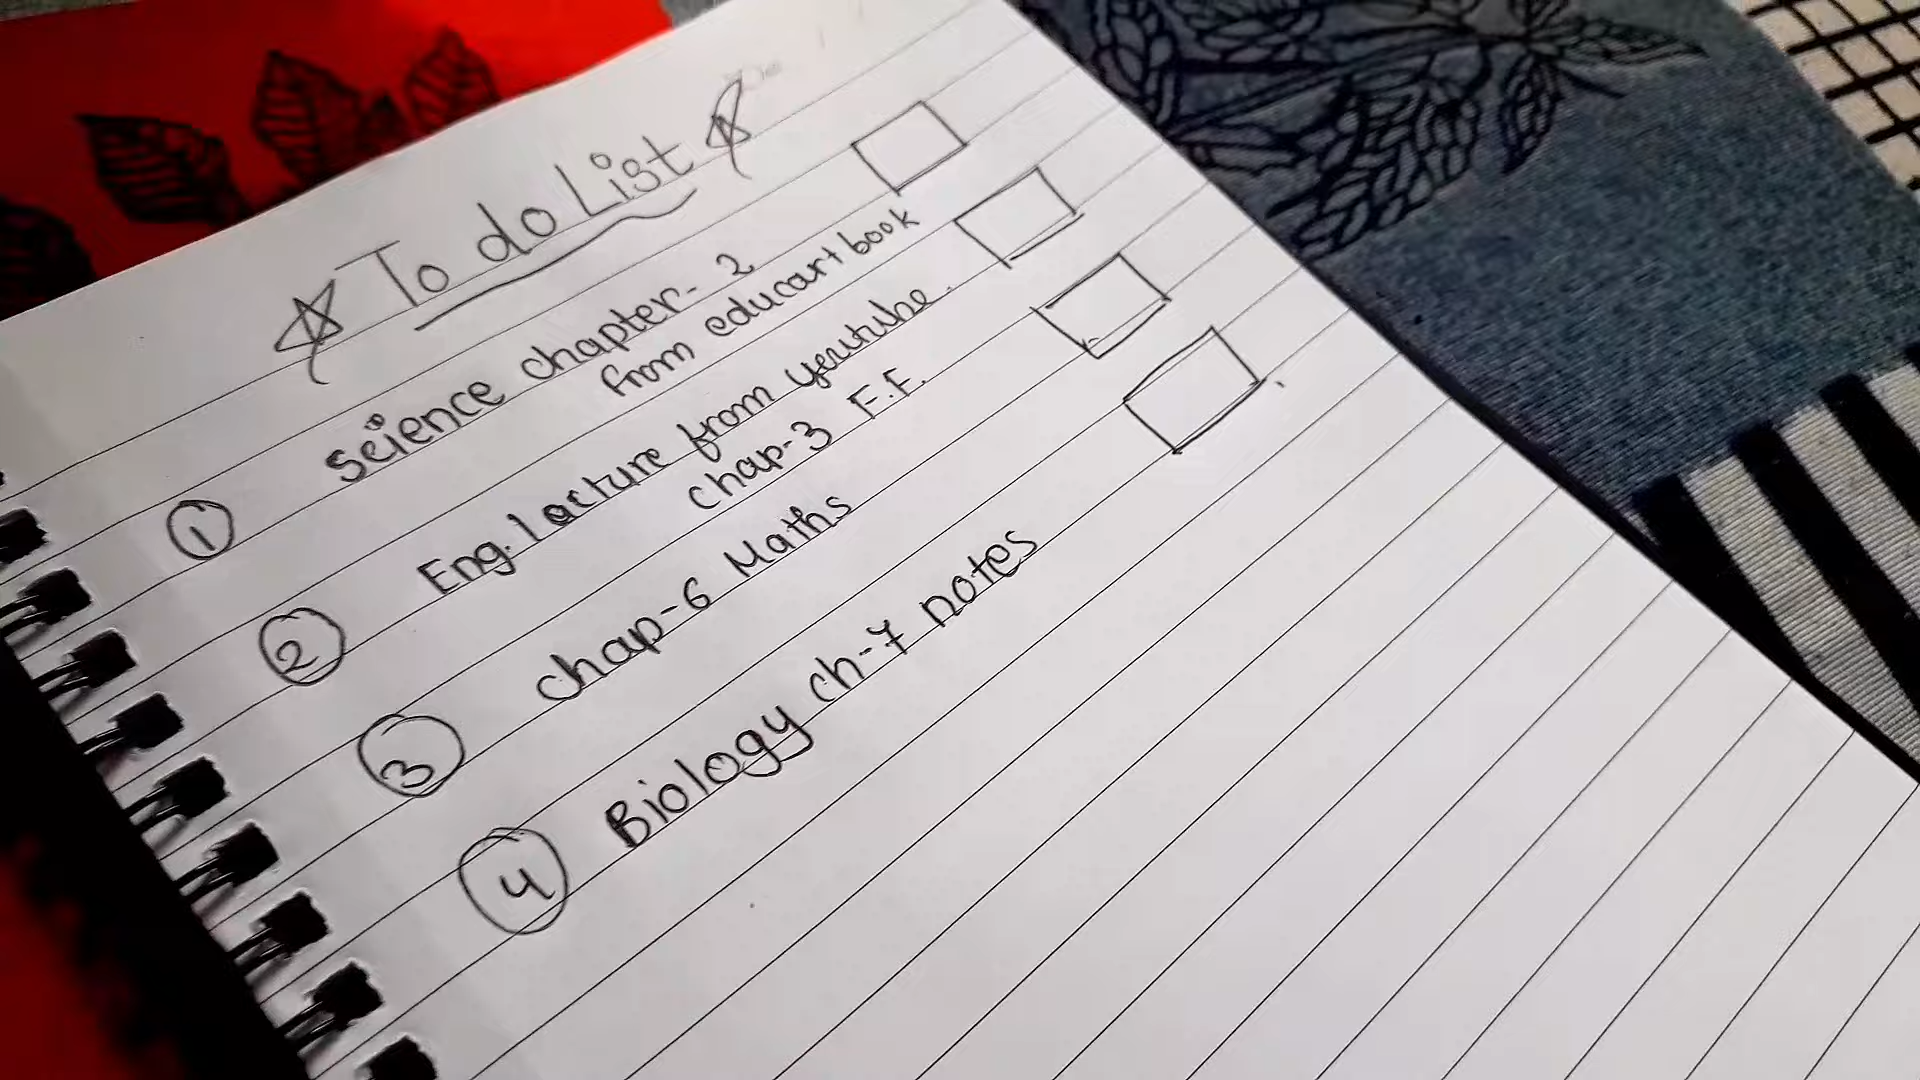 To do List
① Science chapter- 2
from educart book
② Eng. lacture from youtube.
chap-3 F.F.
③ chap-6 Maths
④ Biology ch-7 notes